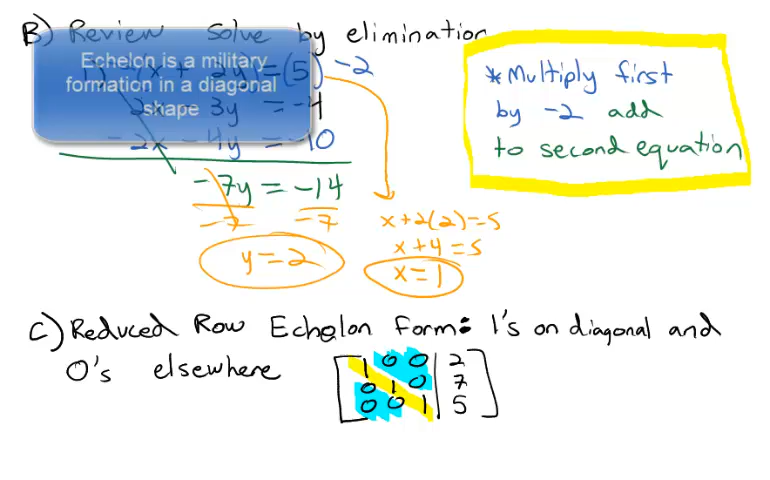 B) Review solve by elimination
Echelon is a military
formation in a diagonal
shape
(x + 2y) = (5) -2
2x - 3y = -4
-2x - 4y = -10
-7y = -14
-7 -7
y = 2
x + 2(2) = 5
x + 4 = 5
x = 1
*Multiply first
by -2 add
to second equation
C) Reduced Row Echelon Form: 1's on diagonal and
0's elsewhere
1 0 0 | 2
0 1 0 | 7
0 0 1 | 5